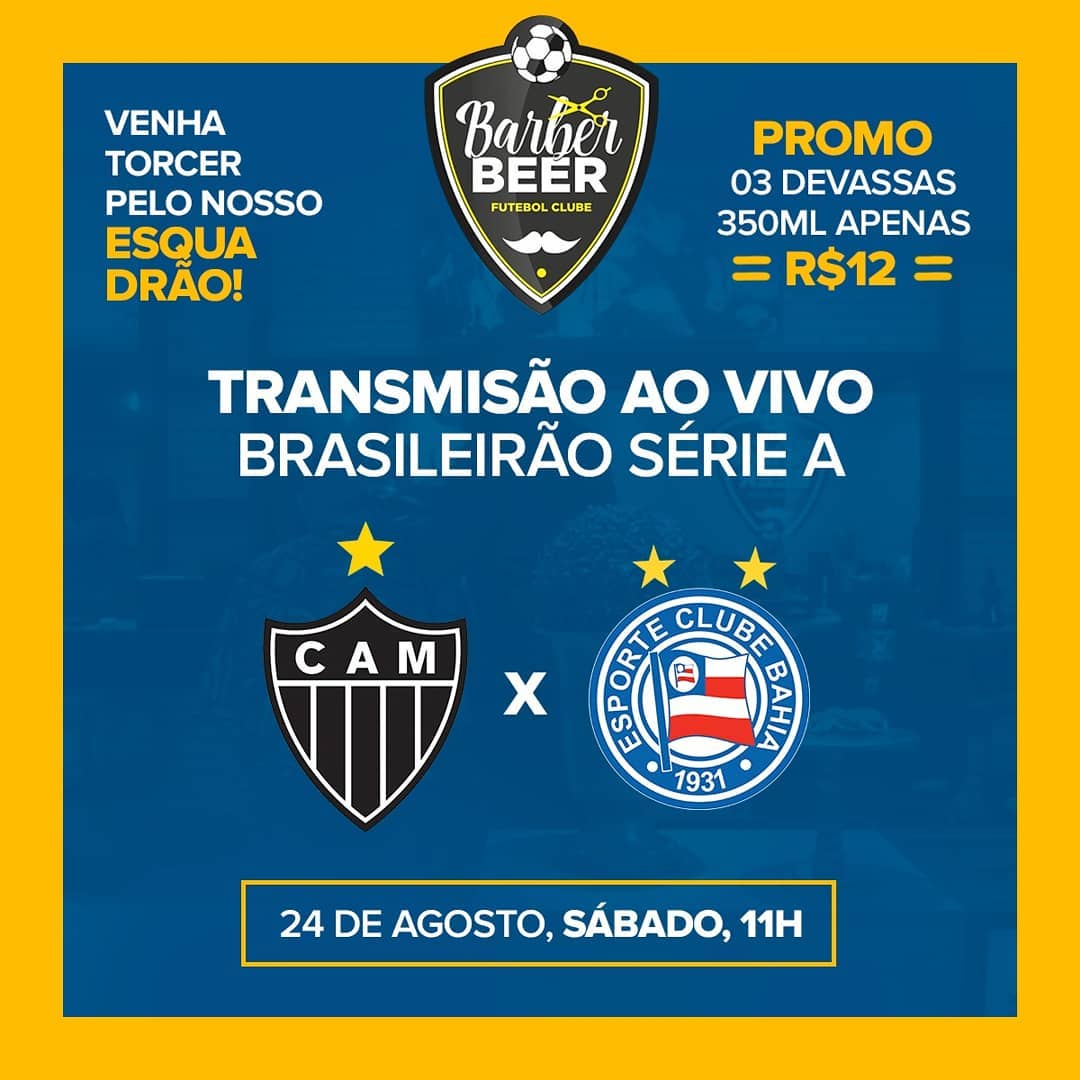 VENHA
TORCER
PELO NOSSO
ESQUA
DRÃO!
Barber
BEER
FUTEBOL CLUBE
PROMO
03 DEVASSAS
350ML APENAS
= R$12 =
TRANSMISÃO AO VIVO
BRASILEIRÃO SÉRIE A
CAM
X
ESPORTE CLUBE BAHIA
1931
24 DE AGOSTO, SÁBADO, 11H